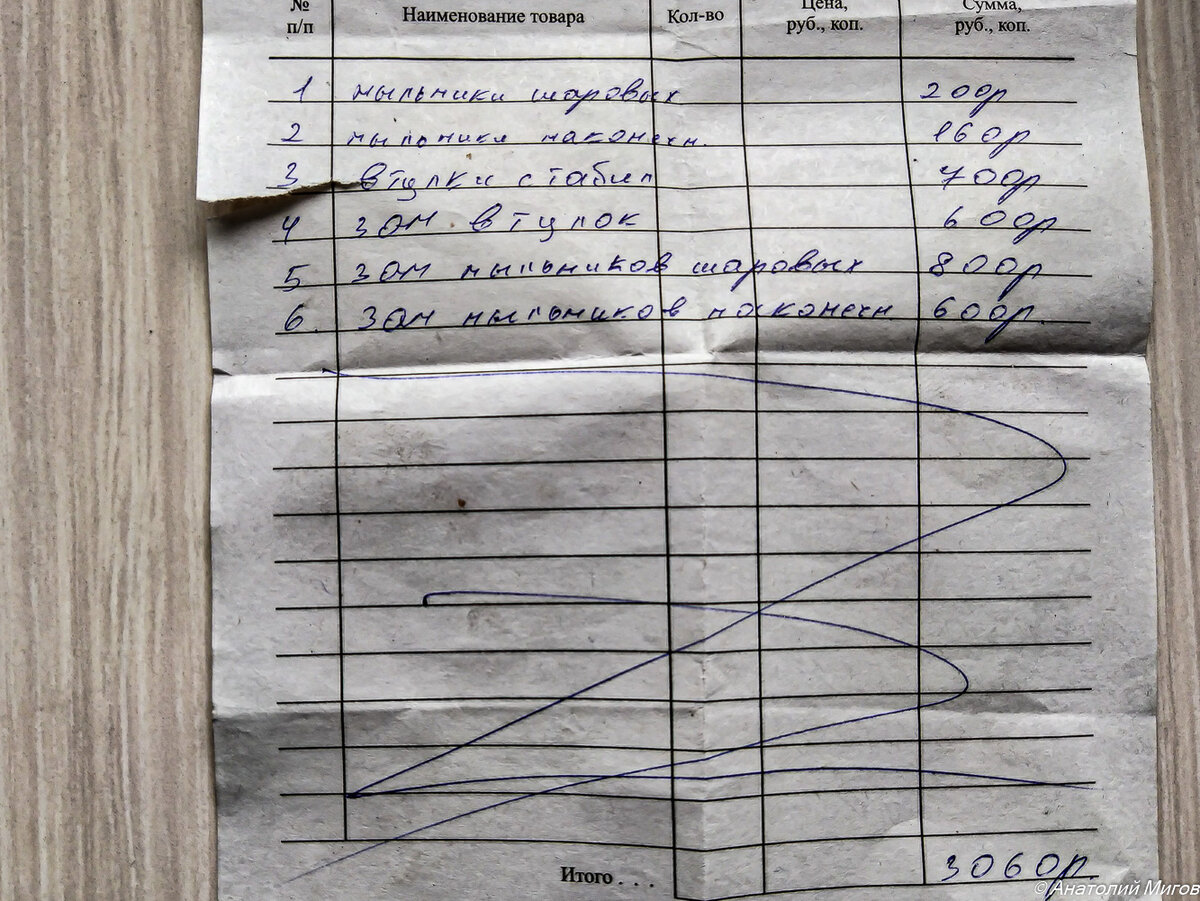 № п/п Наименование товара Кол-во Цена, руб., коп. Сумма, руб., коп.
1 пыльники шаровых 200р
2 пыльники наконечн. 160р
3 втулки стабил 700р
4 зам втулок 600р
5 зам пыльников шаровых 800р
6. зам пыльников наконечн 600р.
Итого . . . 3060р
©Анатолий Мигов